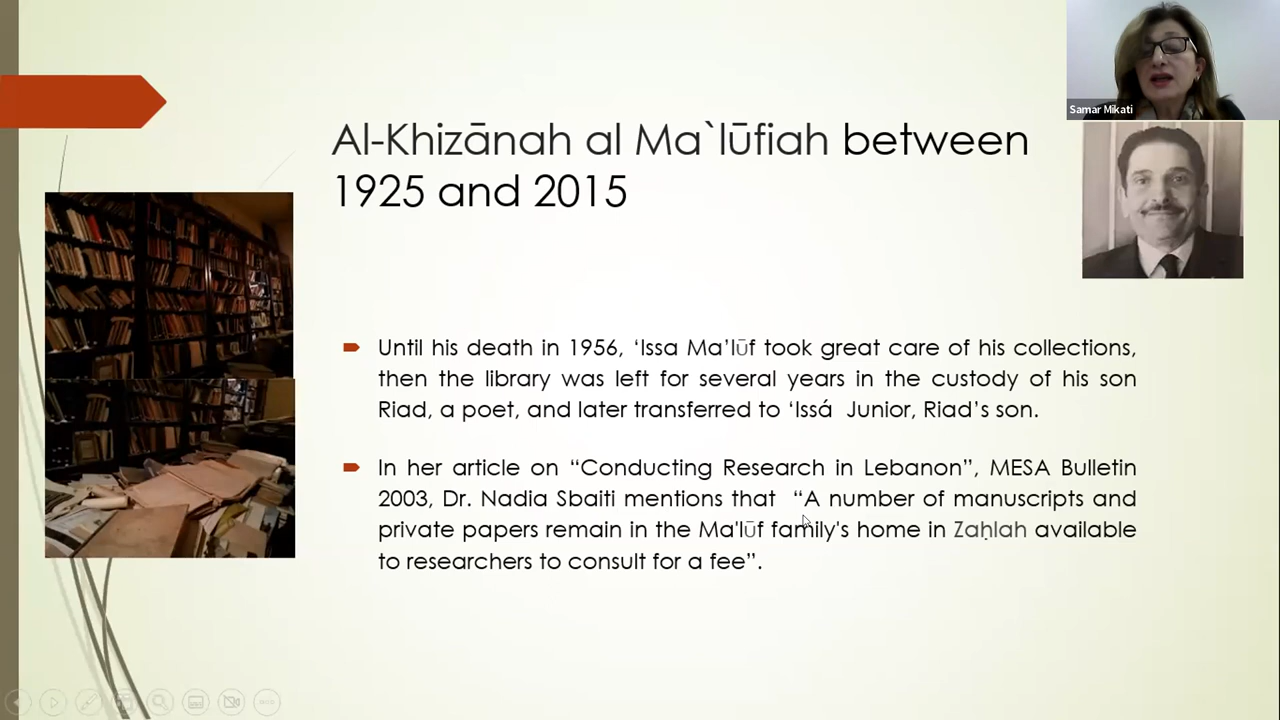 Samar Mikati
Al-Khizānah al Ma`lūfiah between
1925 and 2015
Until his death in 1956, ‘Issa Ma’lūf took great care of his collections,
then the library was left for several years in the custody of his son
Riad, a poet, and later transferred to ‘Issá Junior, Riad’s son.
In her article on “Conducting Research in Lebanon”, MESA Bulletin
2003, Dr. Nadia Sbaiti mentions that “A number of manuscripts and
private papers remain in the Ma'lūf family's home in Zaḥlah available
to researchers to consult for a fee”.